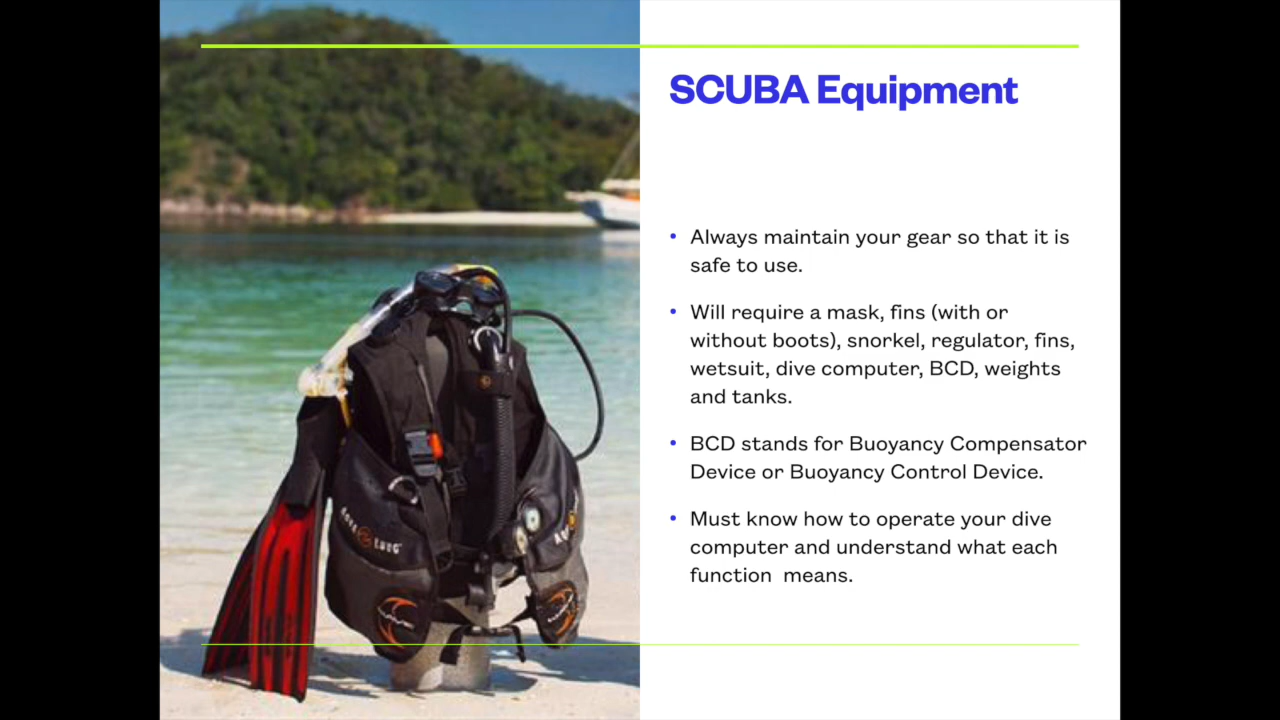 SCUBA Equipment
• Always maintain your gear so that it is
safe to use.
• Will require a mask, fins (with or
without boots), snorkel, regulator, fins,
wetsuit, dive computer, BCD, weights
and tanks.
• BCD stands for Buoyancy Compensator
Device or Buoyancy Control Device.
• Must know how to operate your dive
computer and understand what each
function  means.
AQUA LUNG